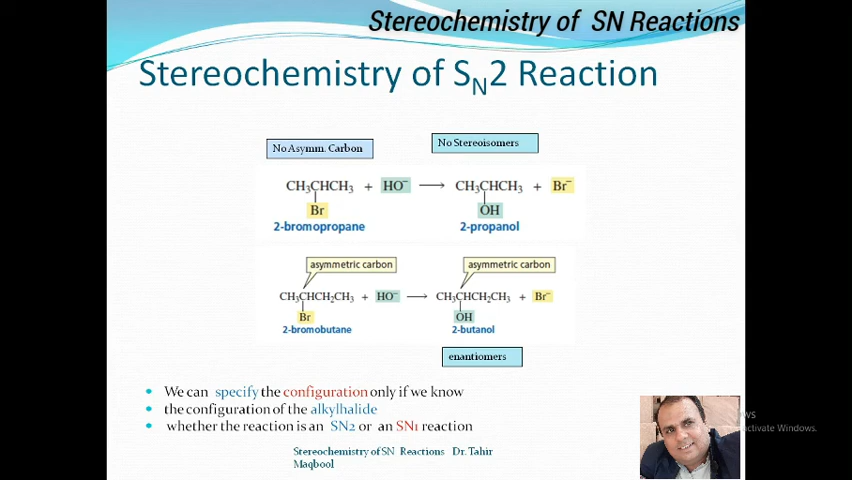 Stereochemistry of SN Reactions
Stereochemistry of SN2 Reaction
No Asymm. Carbon
No Stereoisomers
CH3CHCH3 + HO− ⟶ CH3CHCH3 + Br−
Br OH
2-bromopropane 2-propanol
asymmetric carbon asymmetric carbon
CH3CHCH2CH3 + HO− ⟶ CH3CHCH2CH3 + Br−
Br OH
2-bromobutane 2-butanol
enantiomers
• We can specify the configuration only if we know
• the configuration of the alkylhalide
• whether the reaction is an SN2 or an SN1 reaction
Stereochemistry of SN Reactions Dr. Tahir
Maqbool
ctivate Windows.